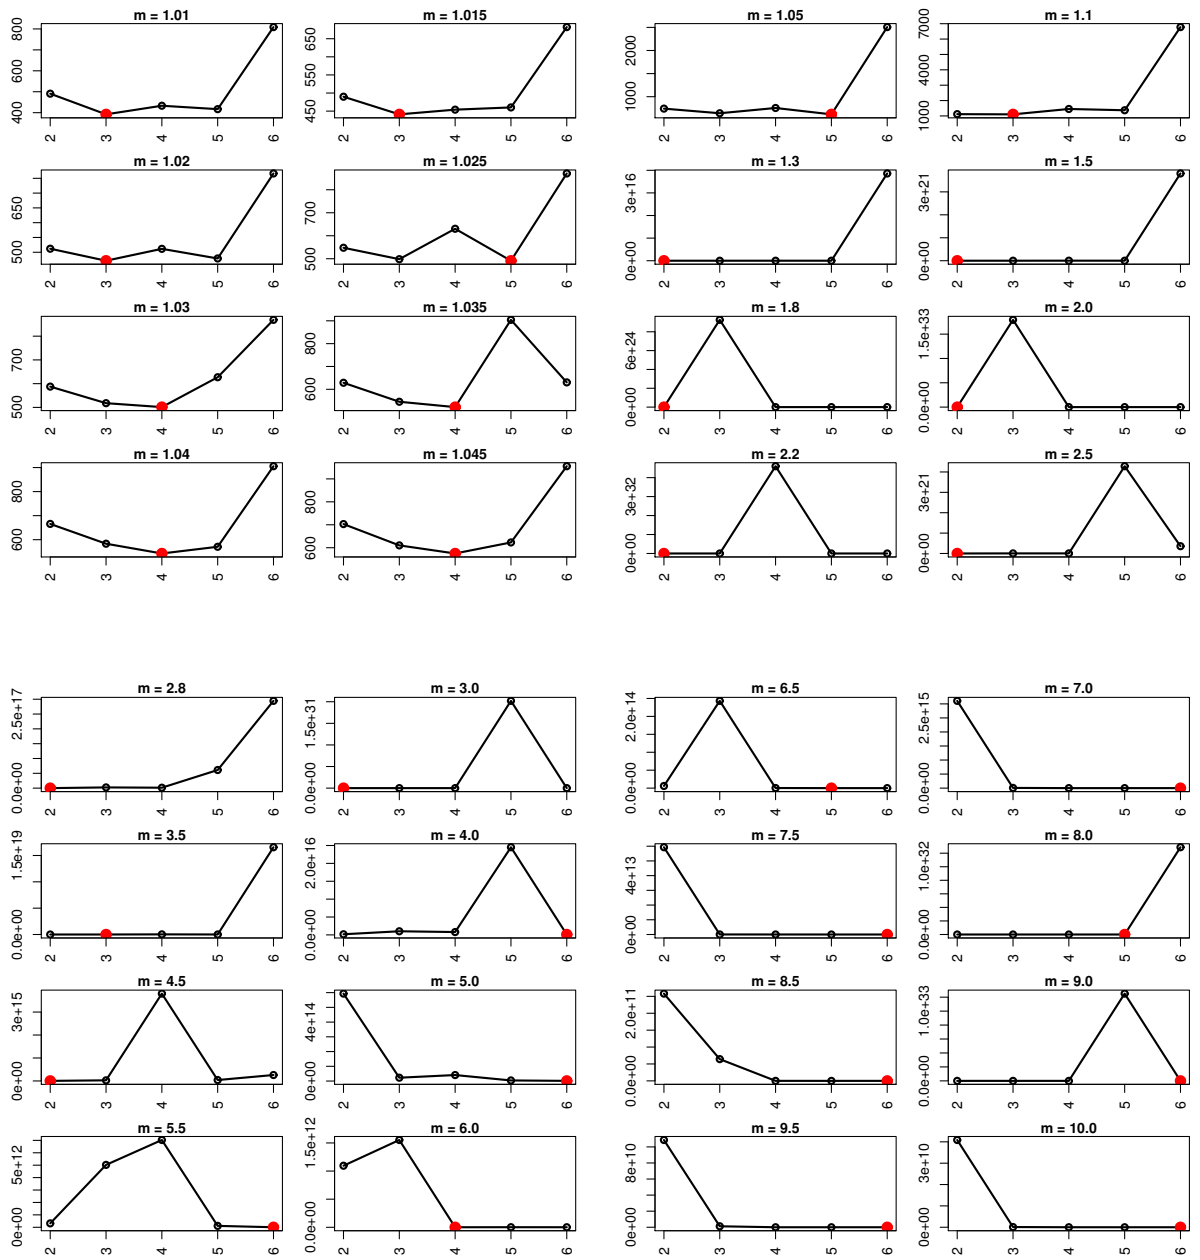 m = 1.01
800
600
400
2 3 4 5 6
m = 1.015
650
550
450
2 3 4 5 6
m = 1.05
2000
1000
2 3 4 5 6
m = 1.1
7000
4000
1000
2 3 4 5 6
m = 1.02
650
500
2 3 4 5 6
m = 1.025
700
500
2 3 4 5 6
m = 1.3
3e+16
0e+00
2 3 4 5 6
m = 1.5
3e+21
0e+00
2 3 4 5 6
m = 1.03
700
500
2 3 4 5 6
m = 1.035
800
600
2 3 4 5 6
m = 1.8
6e+24
0e+00
2 3 4 5 6
m = 2.0
1.5e+33
0.0e+00
2 3 4 5 6
m = 1.04
800
600
2 3 4 5 6
m = 1.045
800
600
2 3 4 5 6
m = 2.2
3e+32
0e+00
2 3 4 5 6
m = 2.5
3e+21
0e+00
2 3 4 5 6
m = 2.8
2.5e+17
0.0e+00
2 3 4 5 6
m = 3.0
1.5e+31
0.0e+00
2 3 4 5 6
m = 6.5
2.0e+14
0.0e+00
2 3 4 5 6
m = 7.0
2.5e+15
0.0e+00
2 3 4 5 6
m = 3.5
1.5e+19
0.0e+00
2 3 4 5 6
m = 4.0
2.0e+16
0.0e+00
2 3 4 5 6
m = 7.5
4e+13
0e+00
2 3 4 5 6
m = 8.0
1.0e+32
0.0e+00
2 3 4 5 6
m = 4.5
3e+15
0e+00
2 3 4 5 6
m = 5.0
4e+14
0e+00
2 3 4 5 6
m = 8.5
2.0e+11
0.0e+00
2 3 4 5 6
m = 9.0
1.0e+33
0.0e+00
2 3 4 5 6
m = 5.5
5e+12
0e+00
2 3 4 5 6
m = 6.0
1.5e+12
0.0e+00
2 3 4 5 6
m = 9.5
8e+10
0e+00
2 3 4 5 6
m = 10.0
3e+10
0e+00
2 3 4 5 6